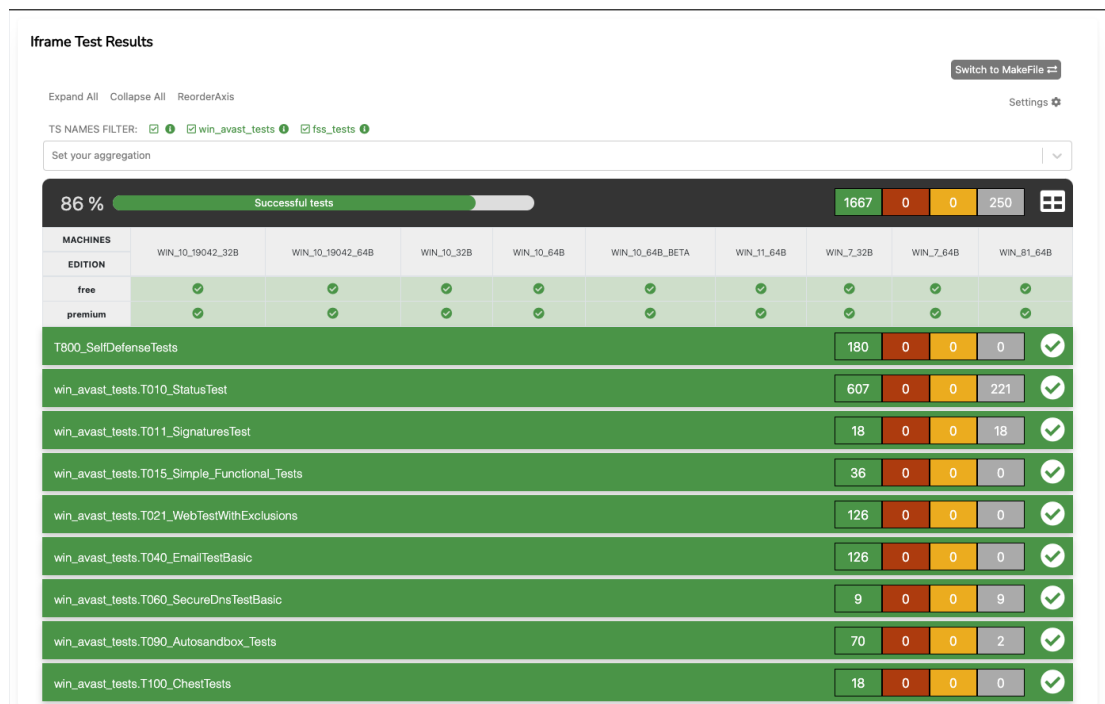 Iframe Test Results
Switch to MakeFile
Expand All Collapse All ReorderAxis
Settings
TS NAMES FILTER: win_avast_tests fss_tests
Set your aggregation
86 % Successful tests 1667 0 0 250
MACHINES
EDITION
WIN_10_19042_32B WIN_10_19042_64B WIN_10_32B WIN_10_64B WIN_10_64B_BETA WIN_11_64B WIN_7_32B WIN_7_64B WIN_81_64B
free
premium
T800_SelfDefenseTests 180 0 0 0
win_avast_tests.T010_StatusTest 607 0 0 221
win_avast_tests.T011_SignaturesTest 18 0 0 18
win_avast_tests.T015_Simple_Functional_Tests 36 0 0 0
win_avast_tests.T021_WebTestWithExclusions 126 0 0 0
win_avast_tests.T040_EmailTestBasic 126 0 0 0
win_avast_tests.T060_SecureDnsTestBasic 9 0 0 9
win_avast_tests.T090_Autosandbox_Tests 70 0 0 2
win_avast_tests.T100_ChestTests 18 0 0 0